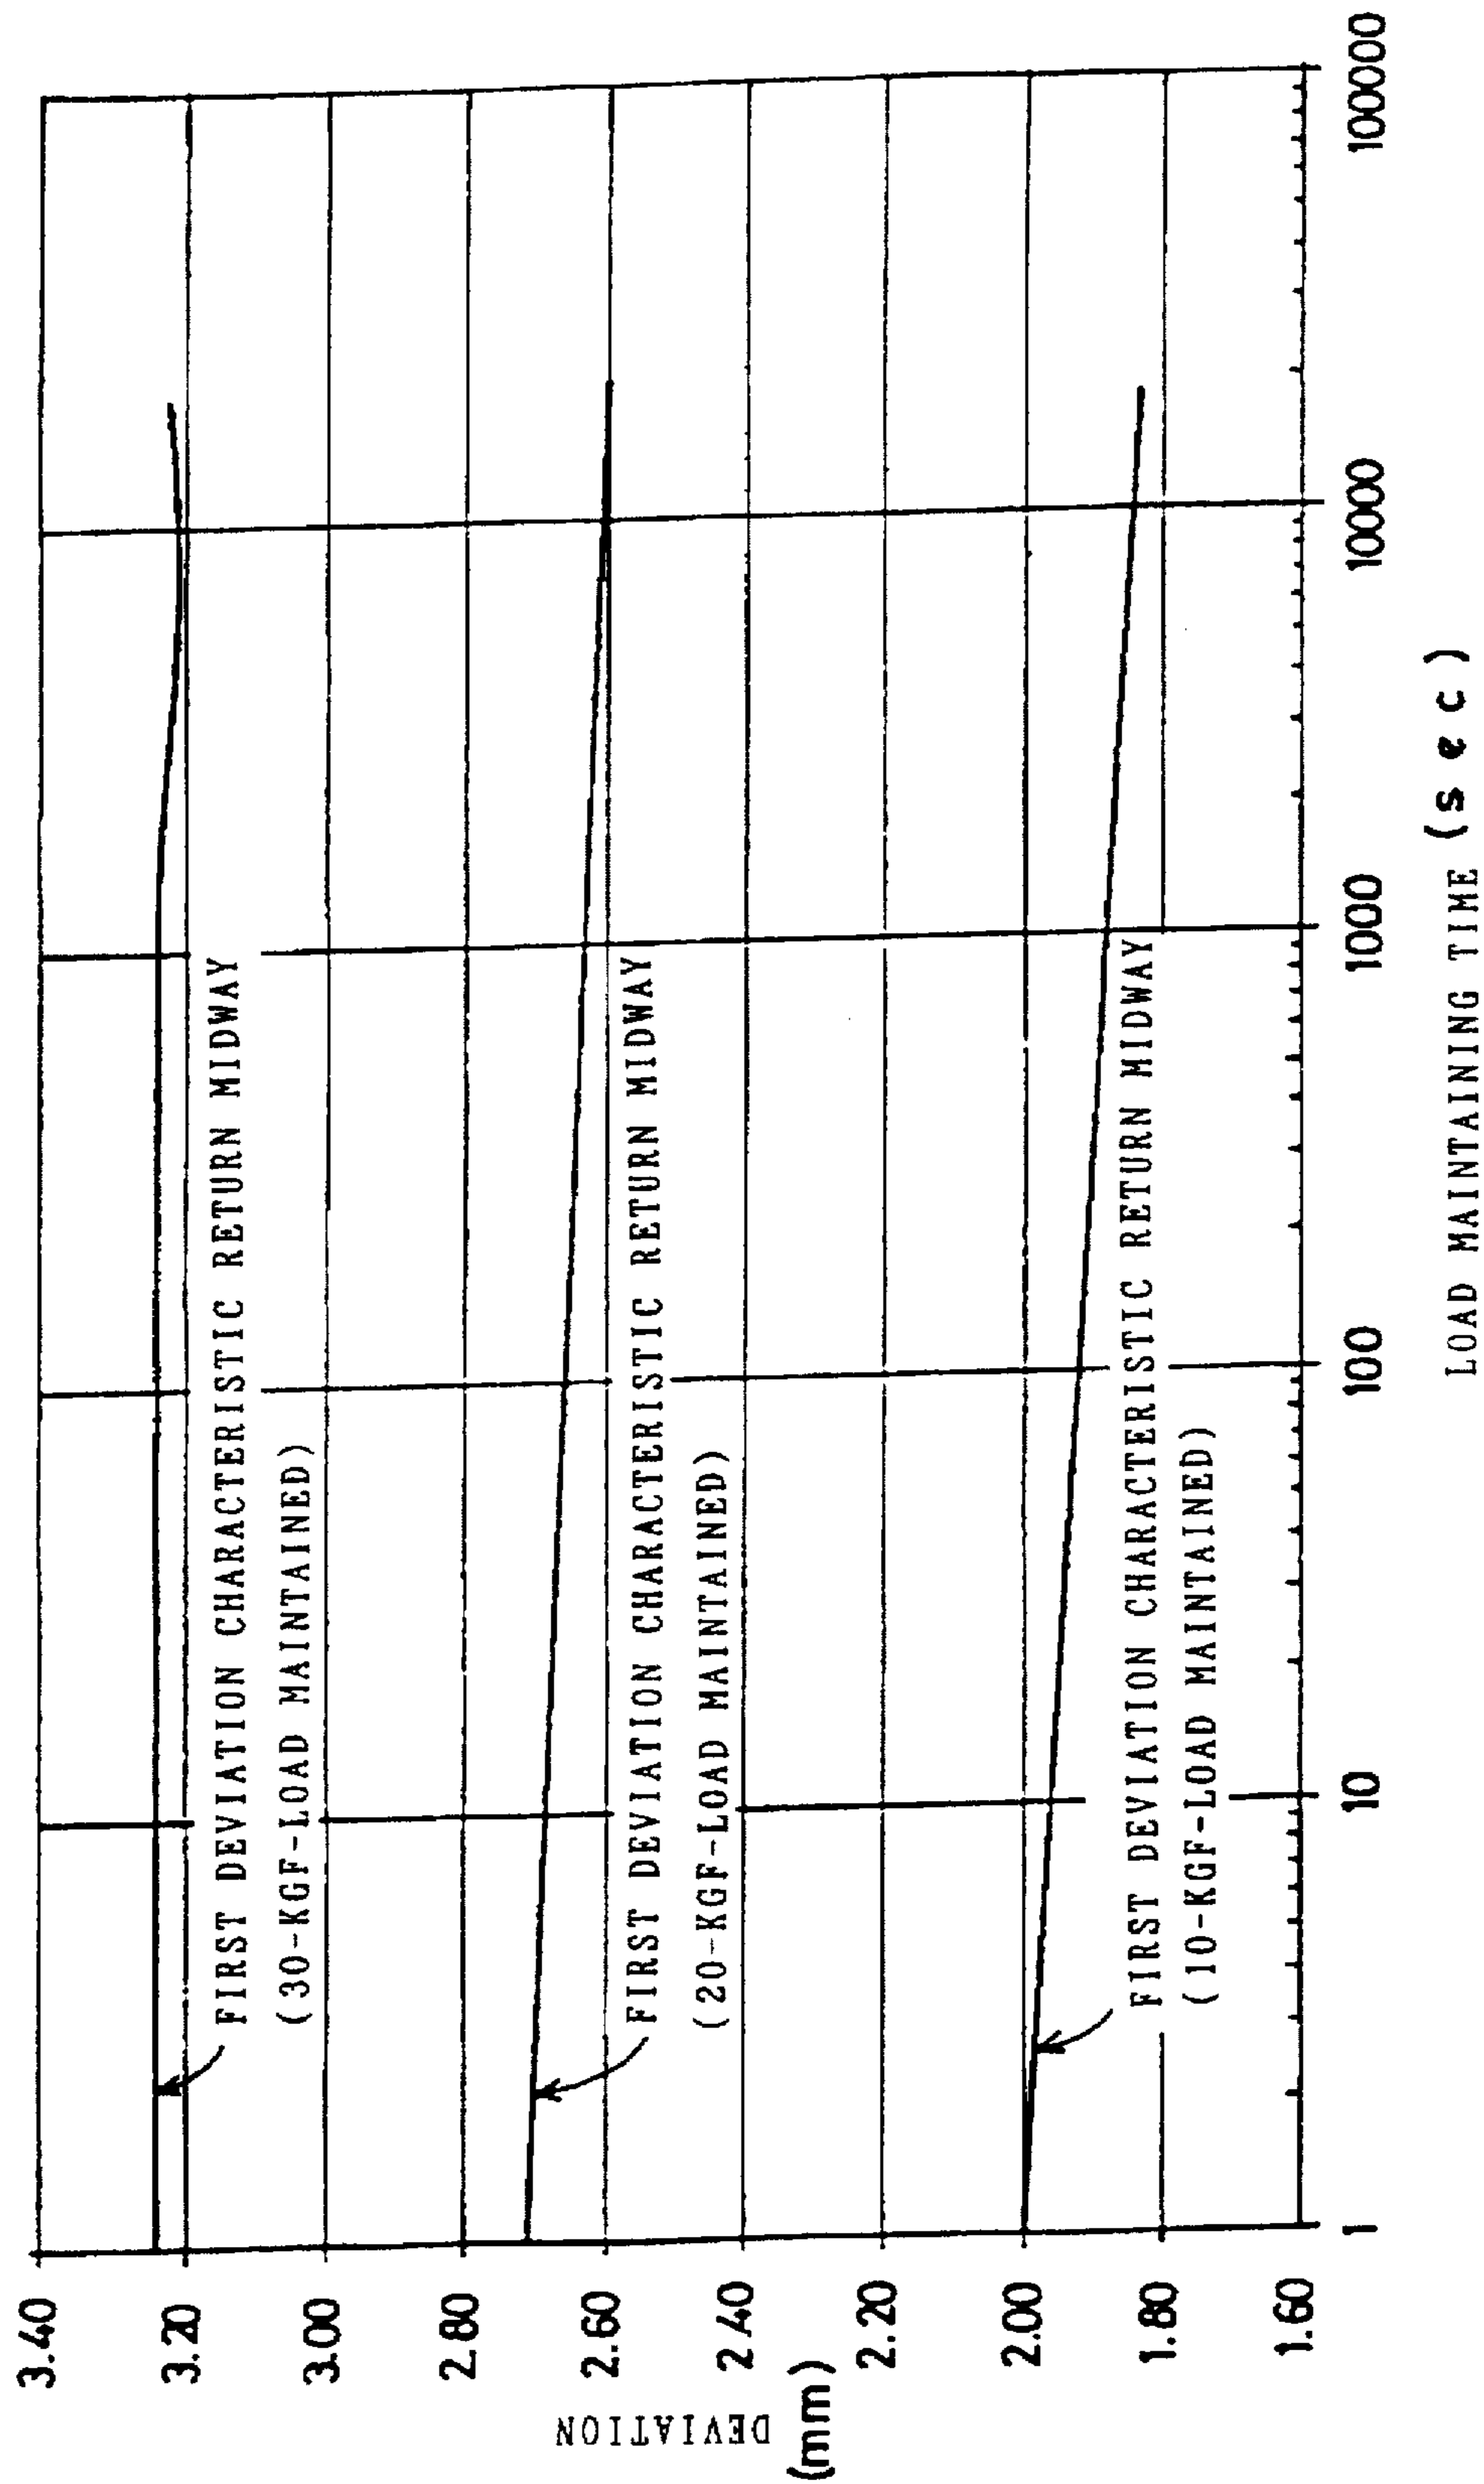 3.40
3.20
3.00
2.80
2.60
2.40
2.20
2.00
1.80
1.60
DEVIATION
(mm)
FIRST DEVIATION CHARACTERISTIC RETURN MIDWAY
(30-KGF-LOAD MAINTAINED)
FIRST DEVIATION CHARACTERISTIC RETURN MIDWAY
(20-KGF-LOAD MAINTAINED)
FIRST DEVIATION CHARACTERISTIC RETURN MIDWAY
(10-KGF-LOAD MAINTAINED)
1 10 100 1000 10000 100000
LOAD MAINTAINING TIME (sec)